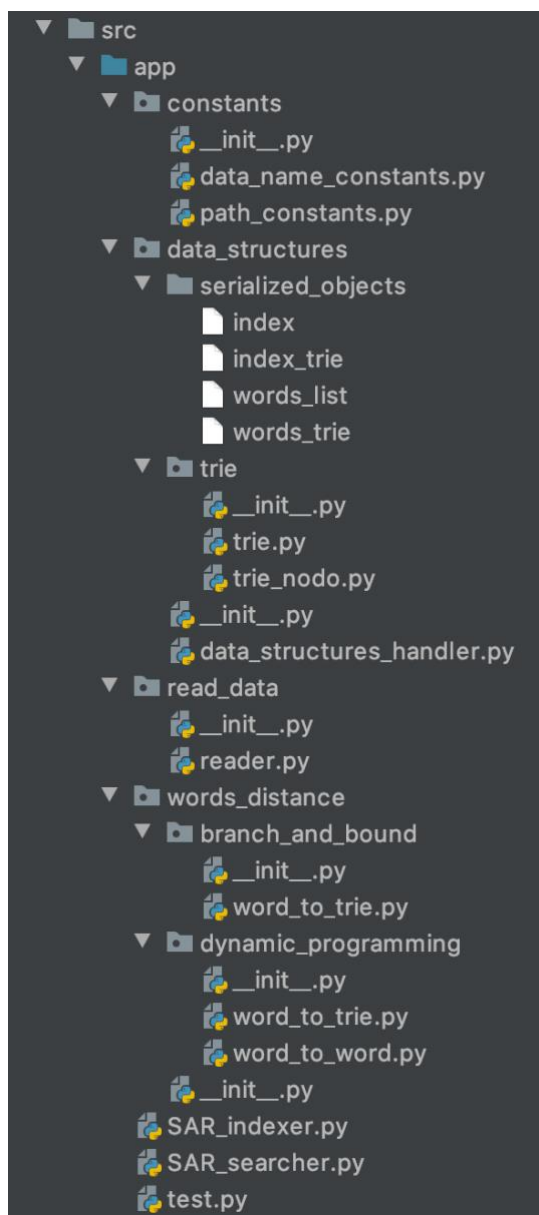 src
app
constants
__init__.py
data_name_constants.py
path_constants.py
data_structures
serialized_objects
index
index_trie
words_list
words_trie
trie
__init__.py
trie.py
trie_nodo.py
__init__.py
data_structures_handler.py
read_data
__init__.py
reader.py
words_distance
branch_and_bound
__init__.py
word_to_trie.py
dynamic_programming
__init__.py
word_to_trie.py
word_to_word.py
__init__.py
SAR_indexer.py
SAR_searcher.py
test.py